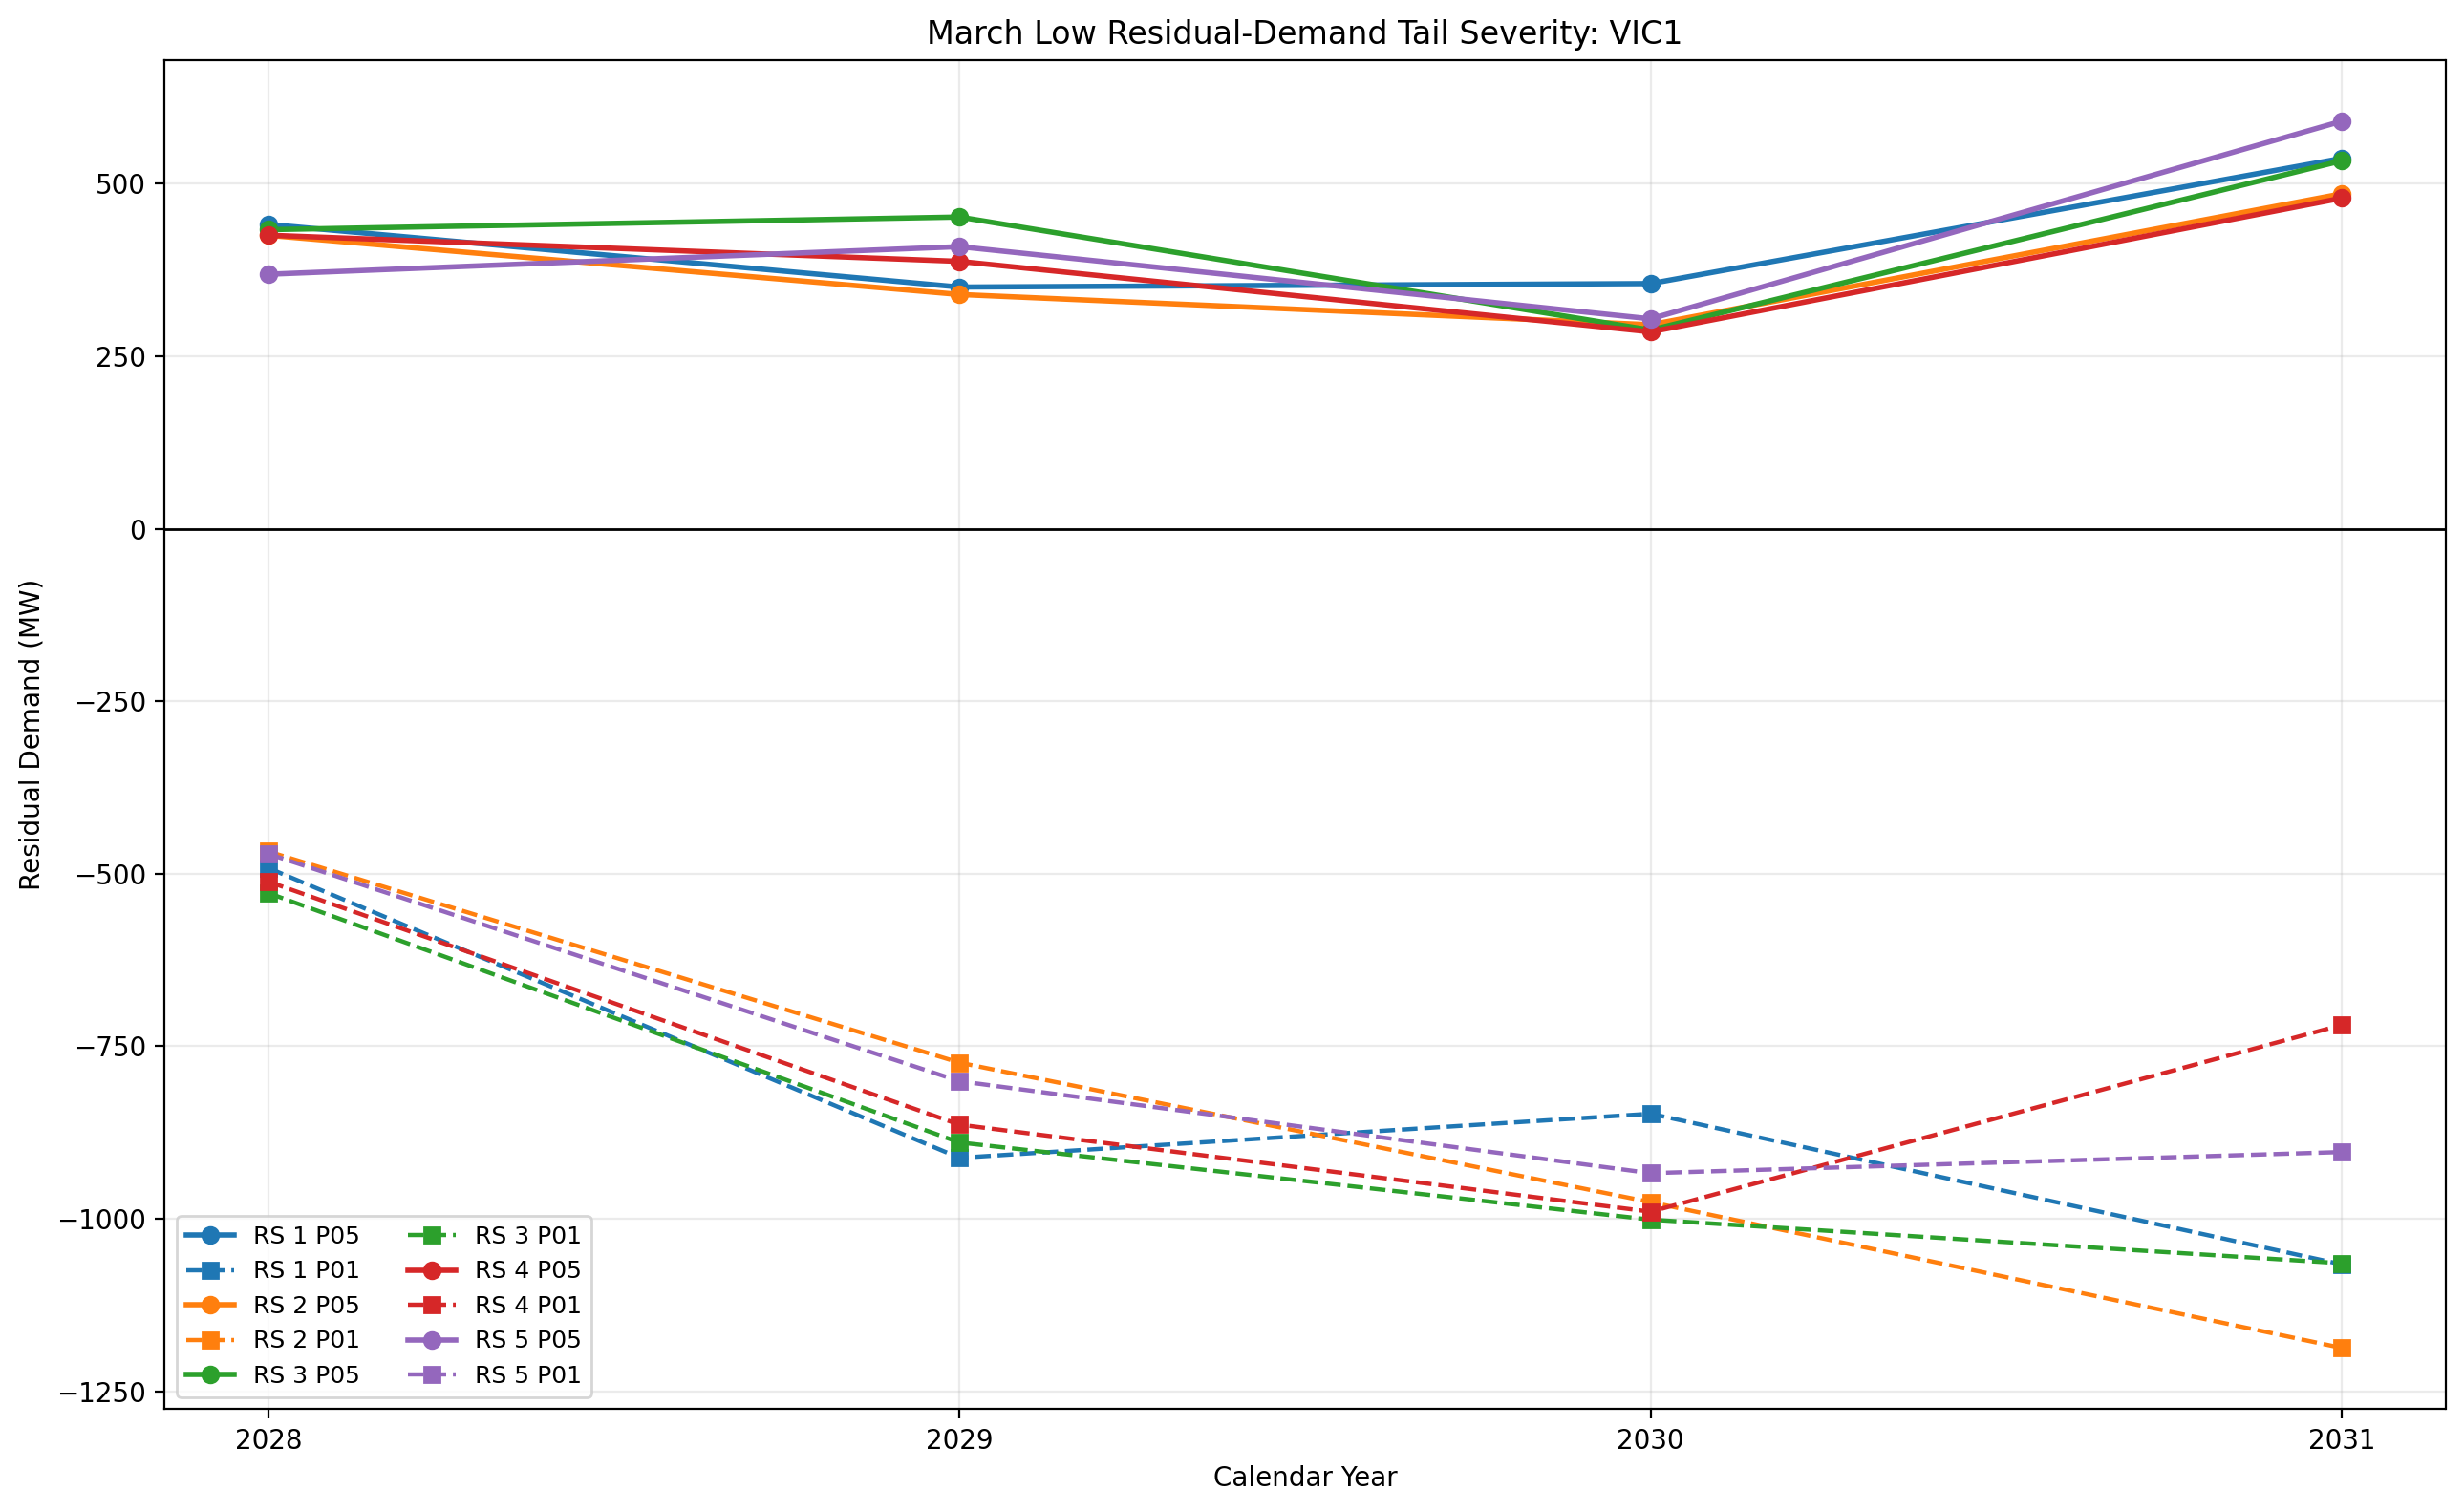 March Low Residual-Demand Tail Severity: VIC1
Residual Demand (MW)
500
250
0
−250
−500
−750
−1000
−1250
RS 1 P05
RS 1 P01
RS 2 P05
RS 2 P01
RS 3 P05
RS 3 P01
RS 4 P05
RS 4 P01
RS 5 P05
RS 5 P01
2028
2029
2030
2031
Calendar Year